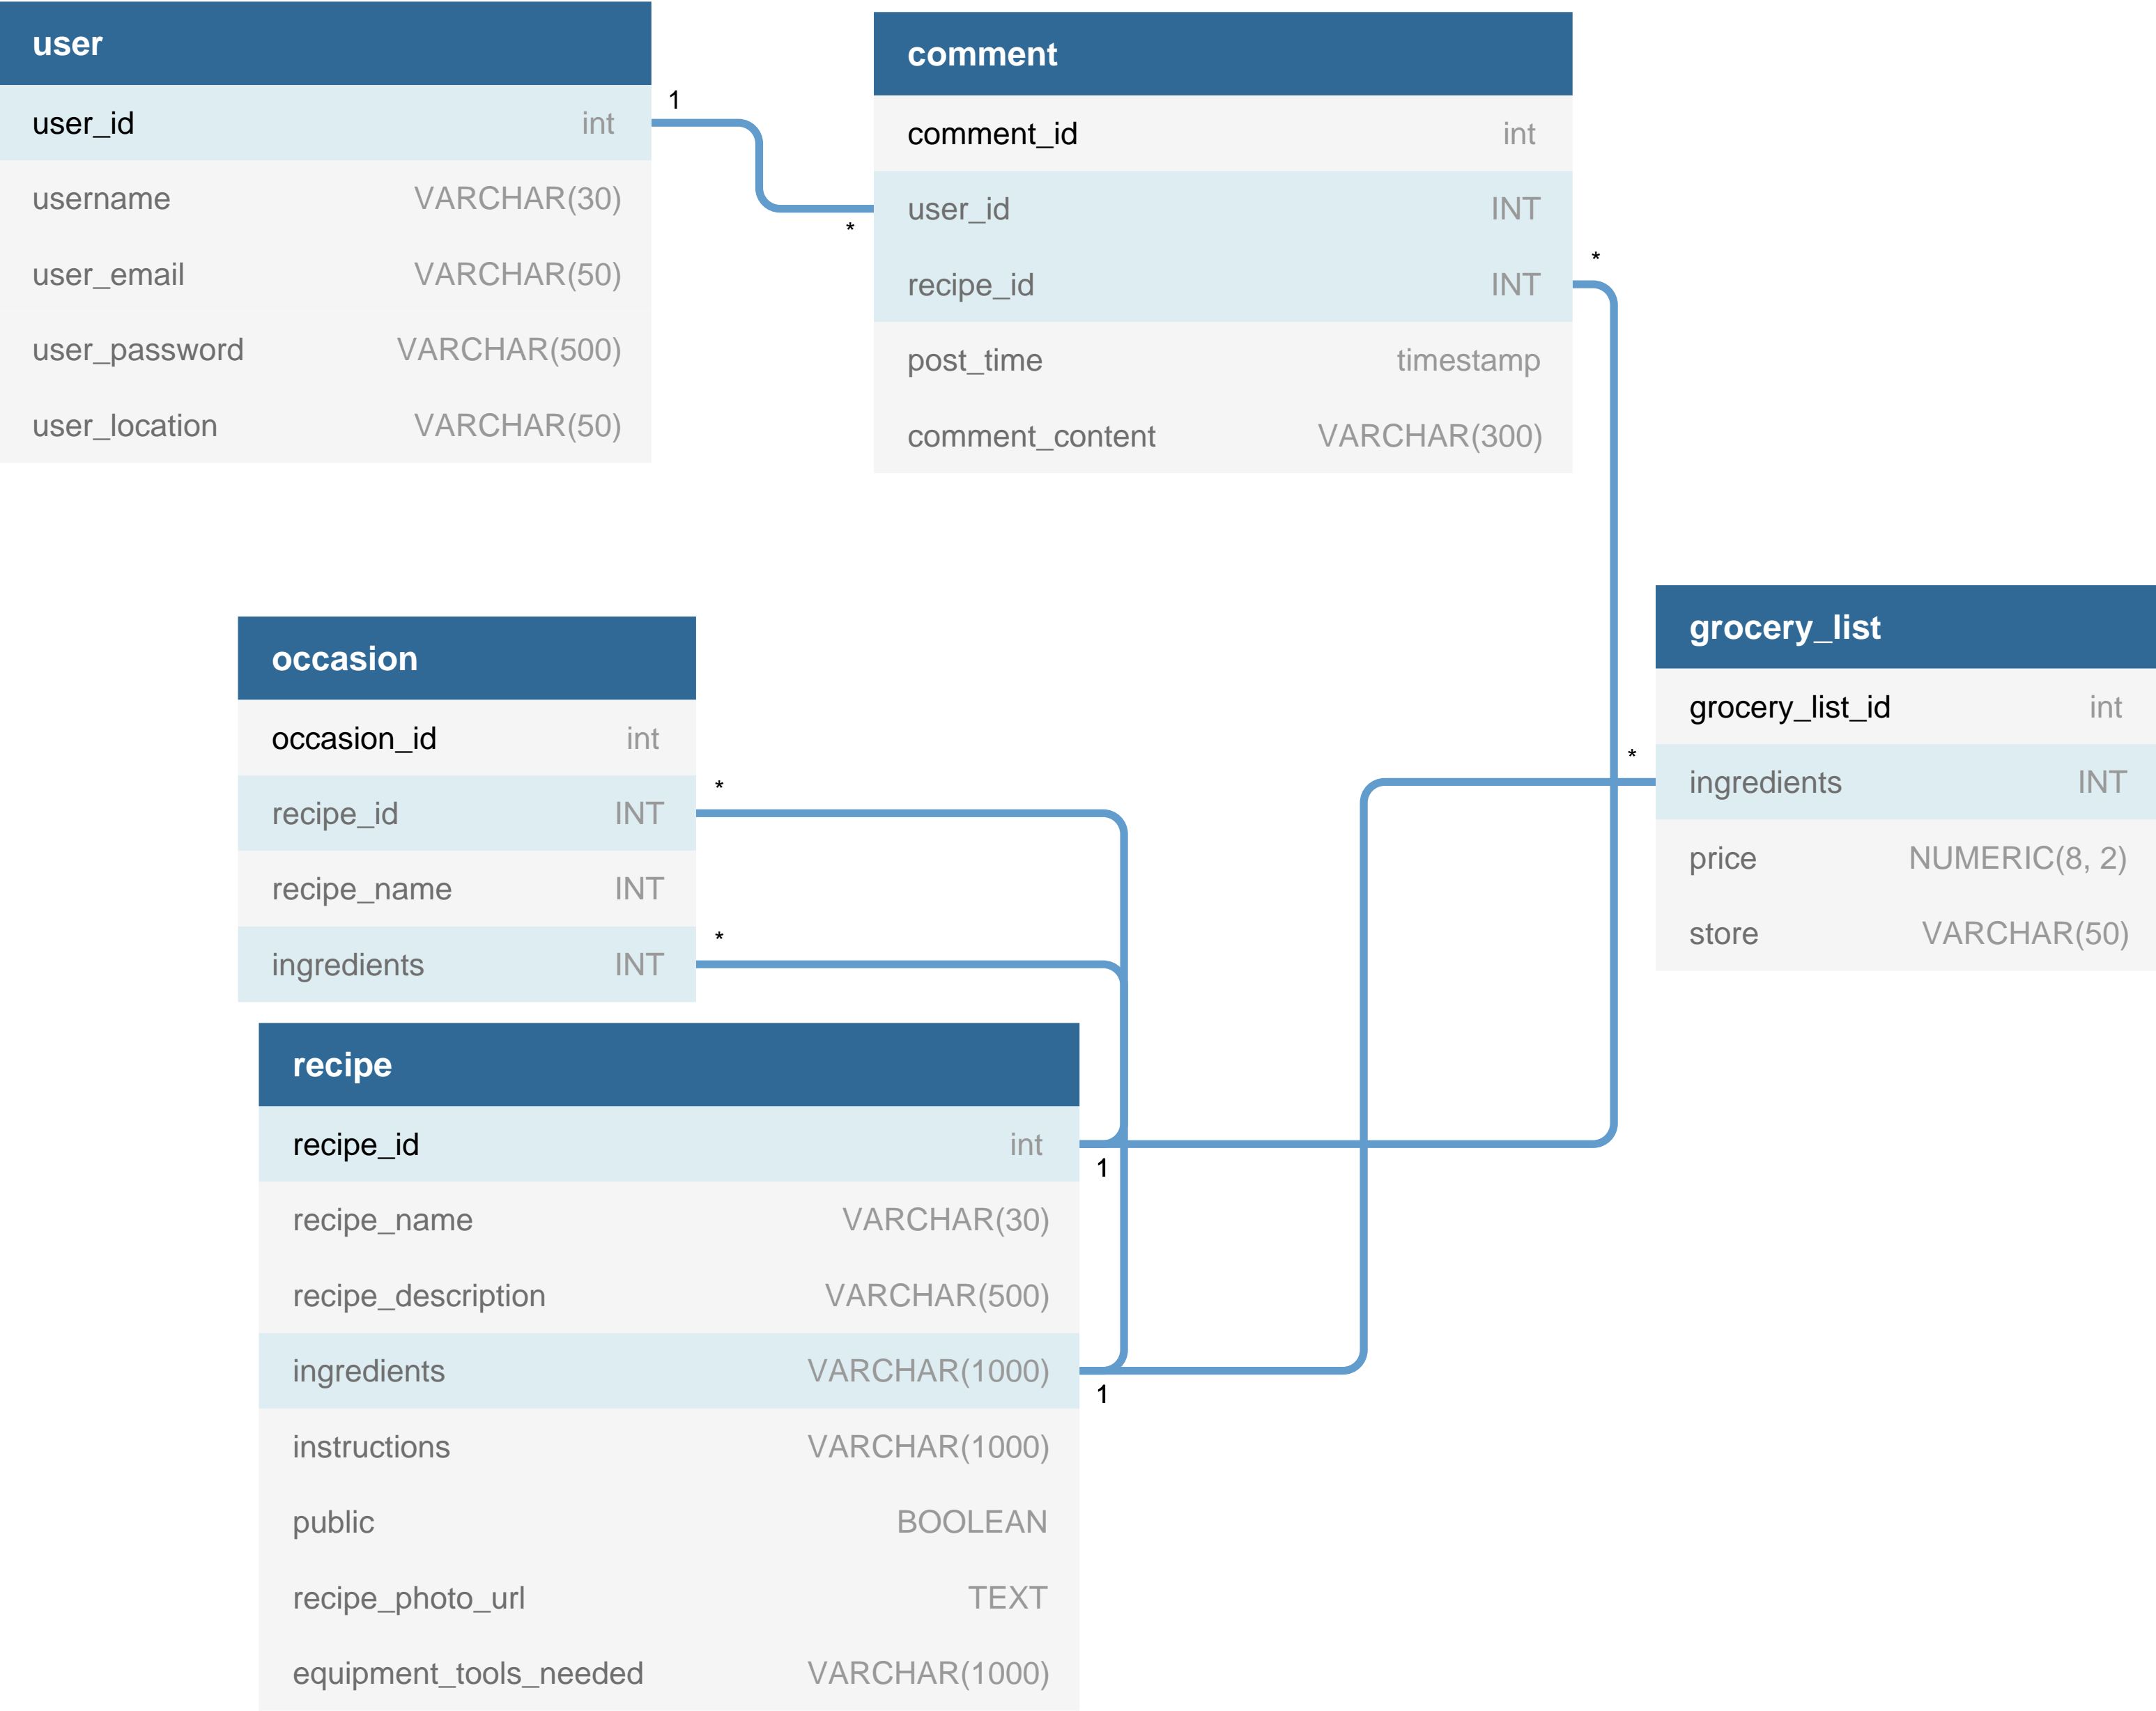 user
user_id int
username VARCHAR(30)
user_email VARCHAR(50)
user_password VARCHAR(500)
user_location VARCHAR(50)
1
*
comment
comment_id int
user_id INT
recipe_id INT
post_time timestamp
comment_content VARCHAR(300)
*
occasion
occasion_id int
recipe_id INT
recipe_name INT
ingredients INT
*
*
grocery_list
grocery_list_id int
ingredients INT
price NUMERIC(8, 2)
store VARCHAR(50)
*
recipe
recipe_id int
recipe_name VARCHAR(30)
recipe_description VARCHAR(500)
ingredients VARCHAR(1000)
instructions VARCHAR(1000)
public BOOLEAN
recipe_photo_url TEXT
equipment_tools_needed VARCHAR(1000)
1
1